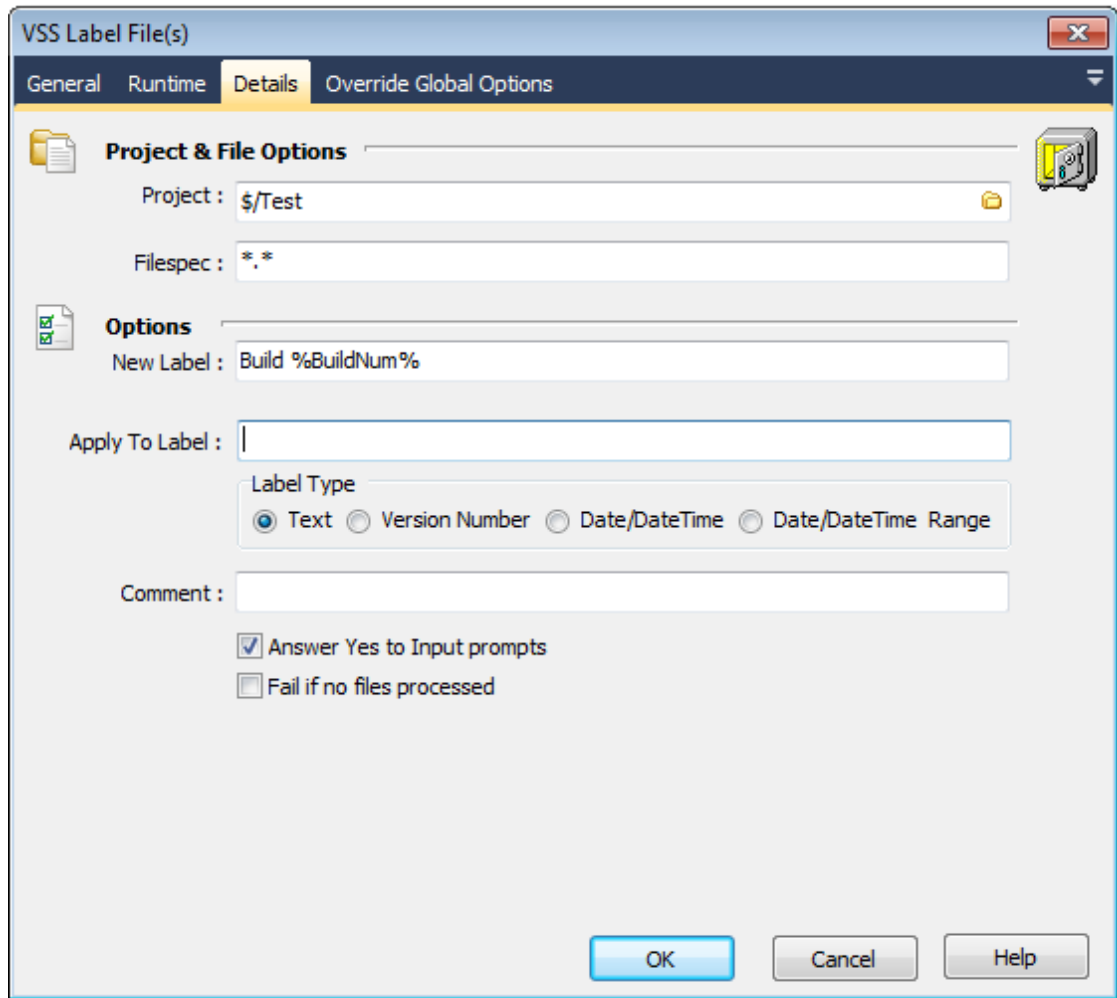 VSS Label File(s)
General Runtime Details Override Global Options
Project & File Options
Project : $/Test
Filespec : *.*
Options
New Label : Build %BuildNum%
Apply To Label :
Label Type
Text Version Number Date/DateTime Date/DateTime Range
Comment :
Answer Yes to Input prompts
Fail if no files processed
OK Cancel Help